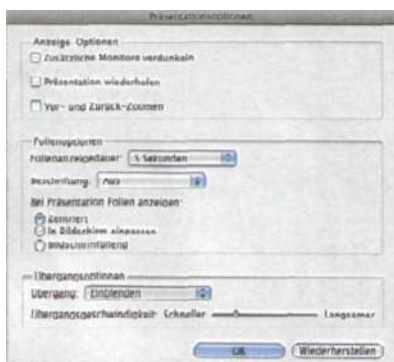 Präsentationsoptionen
Anzeige Optionen
Zusätzliche Monitore verdunkeln
Präsentation wiederholen
Vor- und Zurück-Zoomen
Folienoptionen
Folienanzeigedauer: 5 Sekunden
Beschriftung: Aus
Bei Präsentation Folien anzeigen:
Zentriert
In Bildschirm einpassen
Bildschirmfüllend
Übergangsoptionen
Übergang: Einblenden
Übergangsgeschwindigkeit: Schneller Langsamer
OK Wiederherstellen